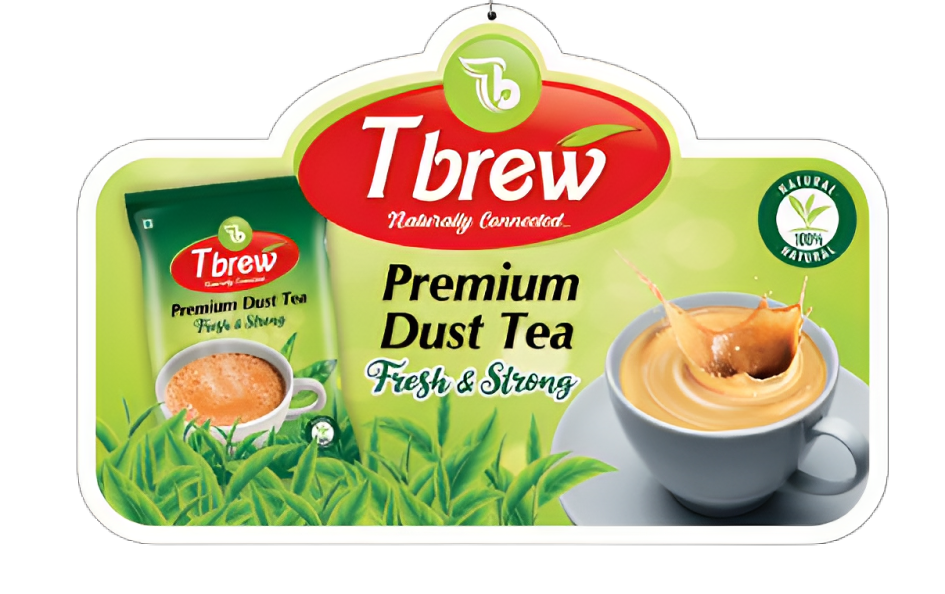 Tbrew
Naturally Connected...
Premium
Dust Tea
Fresh & Strong
Tbrew
Premium Dust Tea
Fresh & Strong
NATURAL
100%
NATURAL